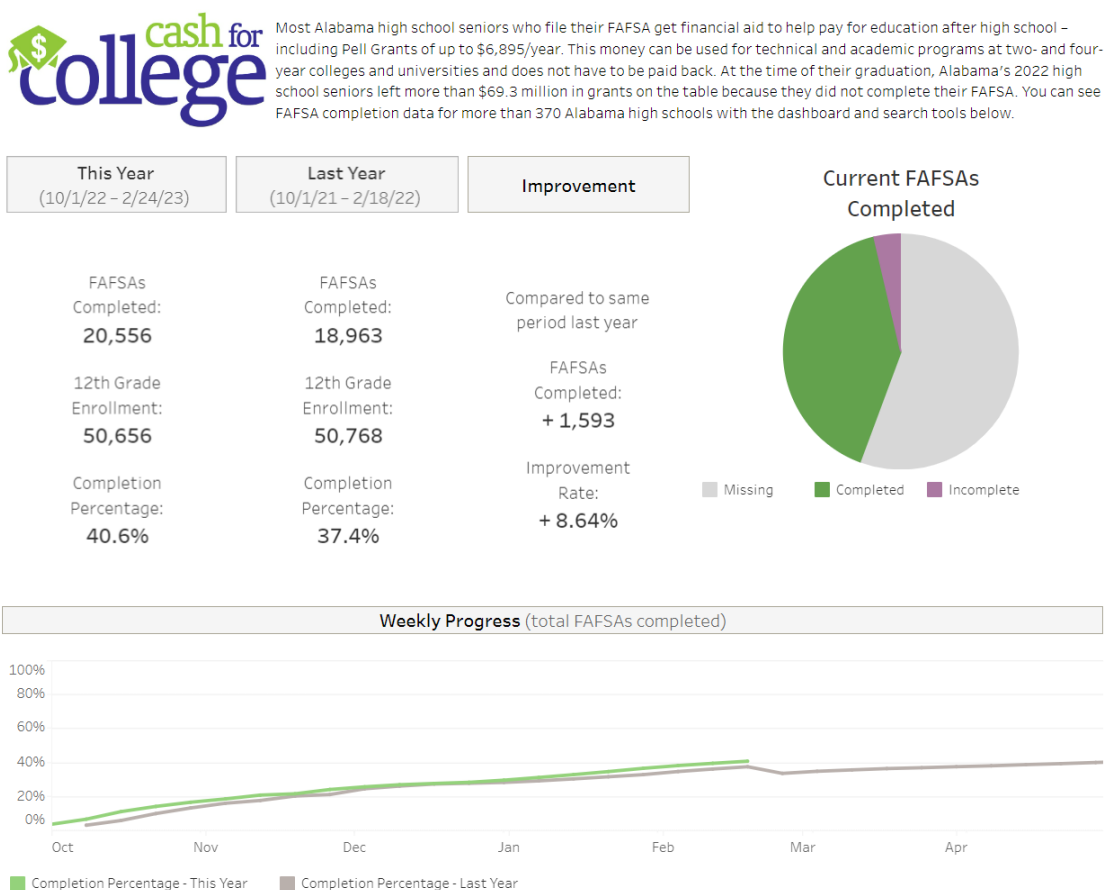 cash for
college
$
Most Alabama high school seniors who file their FAFSA get financial aid to help pay for education after high school –
including Pell Grants of up to $6,895/year. This money can be used for technical and academic programs at two- and four-
year colleges and universities and does not have to be paid back. At the time of their graduation, Alabama's 2022 high
school seniors left more than $69.3 million in grants on the table because they did not complete their FAFSA. You can see
FAFSA completion data for more than 370 Alabama high schools with the dashboard and search tools below.
This Year
(10/1/22 – 2/24/23)
Last Year
(10/1/21 – 2/18/22)
Improvement
FAFSAs
Completed:
20,556
12th Grade
Enrollment:
50,656
Completion
Percentage:
40.6%
FAFSAs
Completed:
18,963
12th Grade
Enrollment:
50,768
Completion
Percentage:
37.4%
Compared to same
period last year
FAFSAs
Completed:
+ 1,593
Improvement
Rate:
+ 8.64%
Current FAFSAs
Completed
Missing
Completed
Incomplete
Weekly Progress (total FAFSAs completed)
100%
80%
60%
40%
20%
0%
Oct
Nov
Dec
Jan
Feb
Mar
Apr
Completion Percentage - This Year
Completion Percentage - Last Year